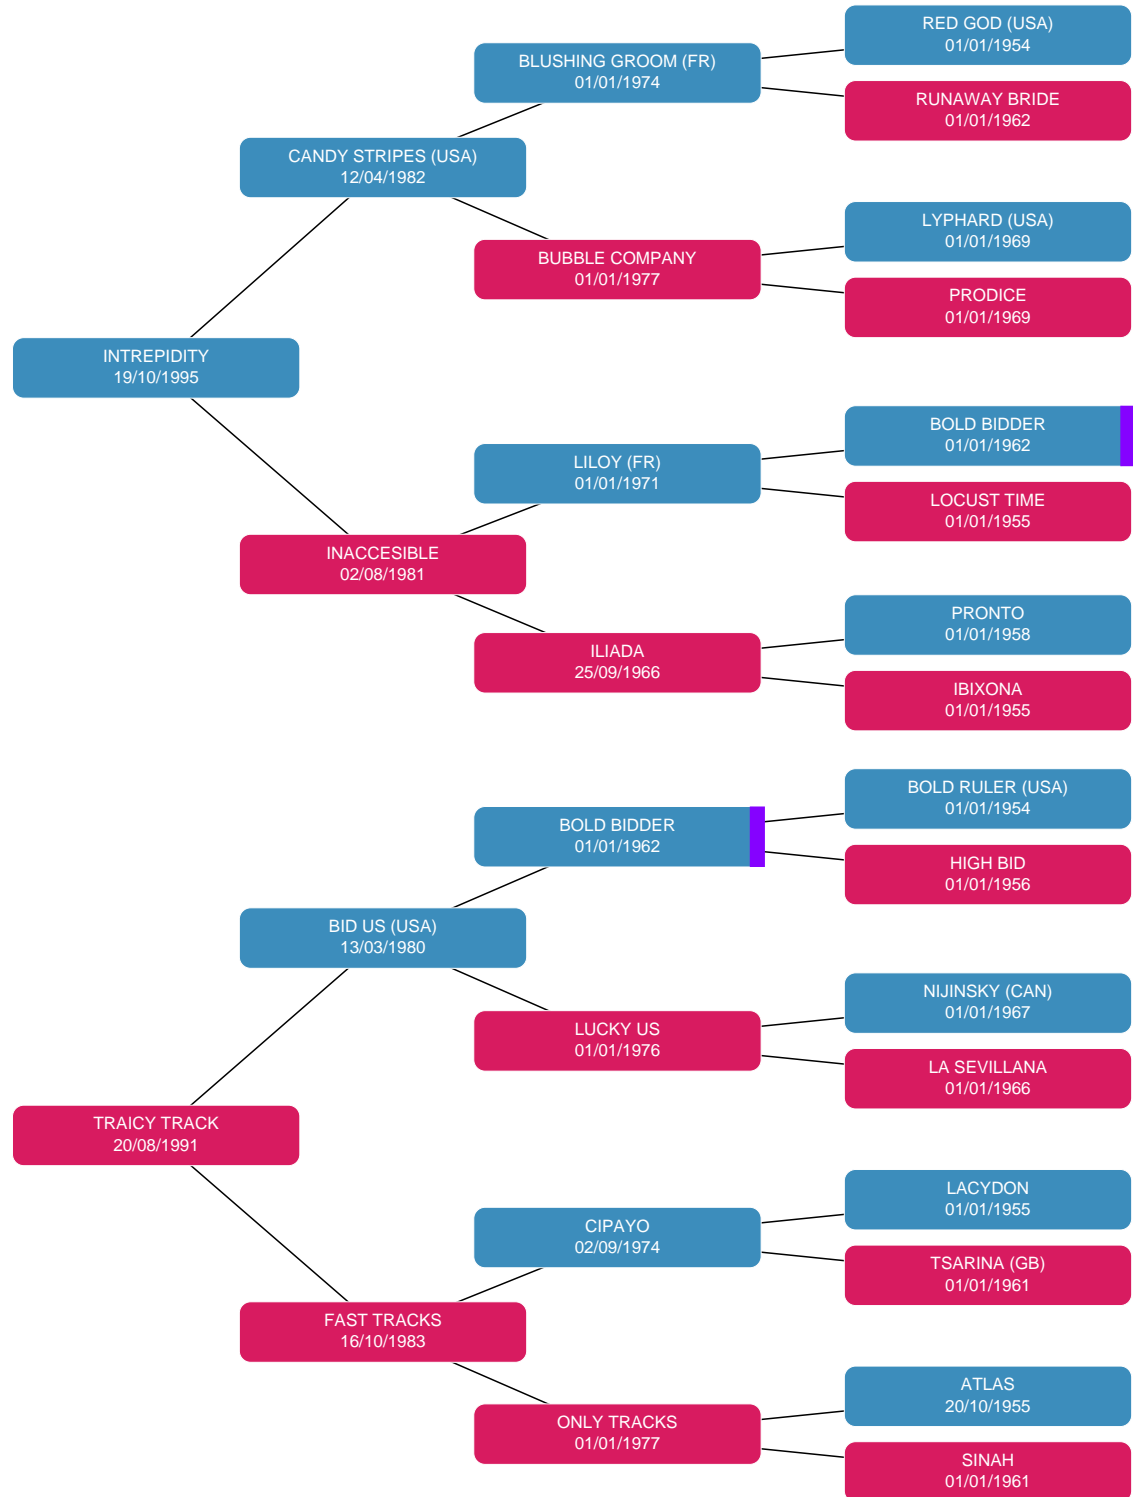 RED GOD (USA)
01/01/1954
BLUSHING GROOM (FR)
01/01/1974
RUNAWAY BRIDE
01/01/1962
CANDY STRIPES (USA)
12/04/1982
LYPHARD (USA)
01/01/1969
BUBBLE COMPANY
01/01/1977
PRODICE
01/01/1969
INTREPIDITY
19/10/1995
BOLD BIDDER
01/01/1962
LILOY (FR)
01/01/1971
LOCUST TIME
01/01/1955
INACCESIBLE
02/08/1981
PRONTO
01/01/1958
ILIADA
25/09/1966
IBIXONA
01/01/1955
BOLD RULER (USA)
01/01/1954
BOLD BIDDER
01/01/1962
HIGH BID
01/01/1956
BID US (USA)
13/03/1980
NIJINSKY (CAN)
01/01/1967
LUCKY US
01/01/1976
LA SEVILLANA
01/01/1966
TRAICY TRACK
20/08/1991
LACYDON
01/01/1955
CIPAYO
02/09/1974
TSARINA (GB)
01/01/1961
FAST TRACKS
16/10/1983
ATLAS
20/10/1955
ONLY TRACKS
01/01/1977
SINAH
01/01/1961